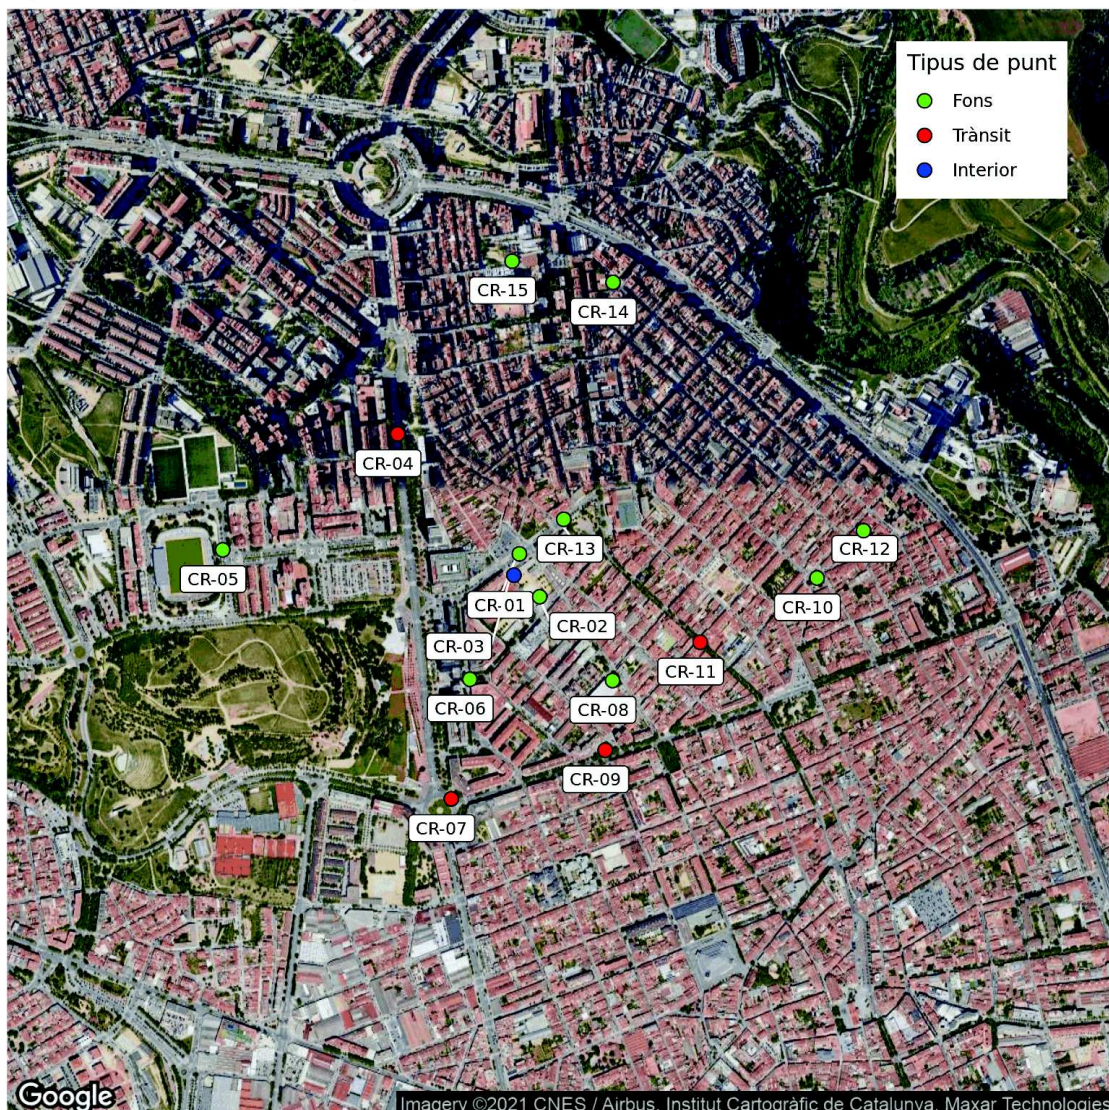 Tipus de punt
Fons
Trànsit
Interior
CR-15
CR-14
CR-04
CR-13
CR-12
CR-05
CR-01
CR-10
CR-02
CR-03
CR-11
CR-06
CR-08
CR-09
CR-07
Google
Imagery ©2021 CNES / Airbus, Institut Cartogràfic de Catalunya, Maxar Technologies